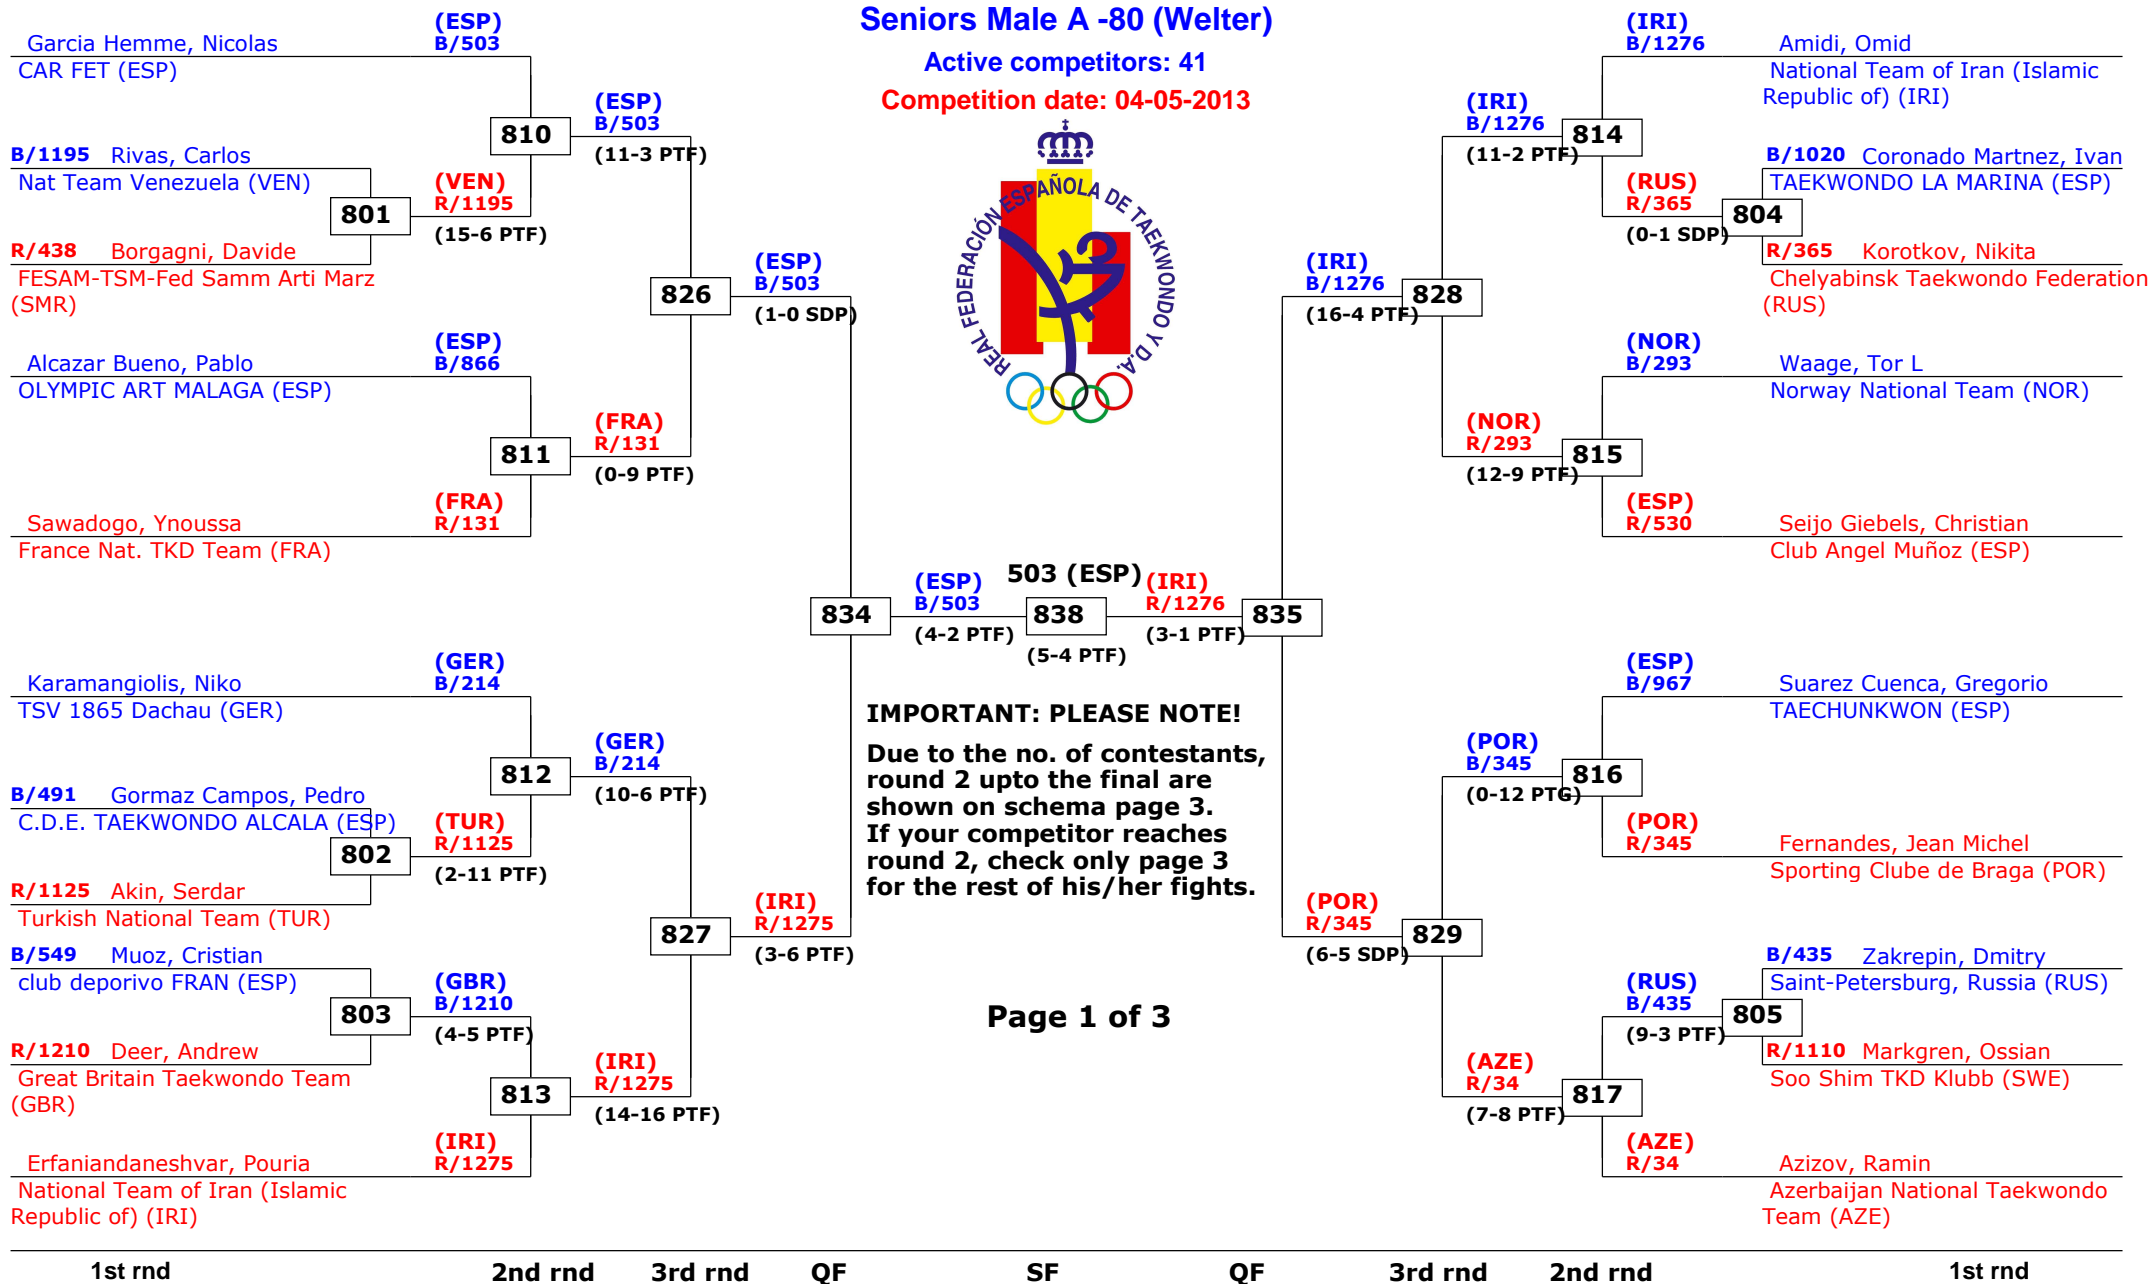 Seniors Male A -80 (Welter)
Active competitors: 41
Competition date: 04-05-2013
REAL FEDERACIÓN ESPAÑOLA DE TAEKWONDO Y D.A.
Garcia Hemme, Nicolas
CAR FET (ESP)
(ESP)
B/503
B/1195 Rivas, Carlos
Nat Team Venezuela (VEN)
801
R/438 Borgagni, Davide
FESAM-TSM-Fed Samm Arti Marz
(SMR)
(VEN)
R/1195
(15-6 PTF)
810
(ESP)
B/503
(11-3 PTF)
Alcazar Bueno, Pablo
OLYMPIC ART MALAGA (ESP)
(ESP)
B/866
811
Sawadogo, Ynoussa
France Nat. TKD Team (FRA)
(FRA)
R/131
(FRA)
R/131
(0-9 PTF)
826
(ESP)
B/503
(1-0 SDP)
Karamangiolis, Niko
TSV 1865 Dachau (GER)
(GER)
B/214
B/491 Gormaz Campos, Pedro
C.D.E. TAEKWONDO ALCALA (ESP)
802
R/1125 Akin, Serdar
Turkish National Team (TUR)
(TUR)
R/1125
(2-11 PTF)
812
(GER)
B/214
(10-6 PTF)
B/549 Muoz, Cristian
club deporivo FRAN (ESP)
803
R/1210 Deer, Andrew
Great Britain Taekwondo Team
(GBR)
(GBR)
B/1210
(4-5 PTF)
813
Erfaniandaneshvar, Pouria
National Team of Iran (Islamic
Republic of) (IRI)
(IRI)
R/1275
(IRI)
R/1275
(14-16 PTF)
827
(IRI)
R/1275
(3-6 PTF)
834
(ESP)
B/503
(4-2 PTF)
503 (ESP)
838
(5-4 PTF)
(IRI)
R/1276
(3-1 PTF)
835
IMPORTANT: PLEASE NOTE!
Due to the no. of contestants,
round 2 upto the final are
shown on schema page 3.
If your competitor reaches
round 2, check only page 3
for the rest of his/her fights.
Page 1 of 3
(IRI)
B/1276
(16-4 PTF)
828
(IRI)
B/1276
(11-2 PTF)
814
(IRI)
B/1276
Amidi, Omid
National Team of Iran (Islamic
Republic of) (IRI)
B/1020 Coronado Martnez, Ivan
TAEKWONDO LA MARINA (ESP)
(RUS)
R/365
(0-1 SDP)
804
R/365 Korotkov, Nikita
Chelyabinsk Taekwondo Federation
(RUS)
(NOR)
B/293
Waage, Tor L
Norway National Team (NOR)
(NOR)
R/293
(12-9 PTF)
815
(ESP)
R/530
Seijo Giebels, Christian
Club Angel Muñoz (ESP)
(ESP)
B/967
Suarez Cuenca, Gregorio
TAECHUNKWON (ESP)
(POR)
B/345
(0-12 PTG)
816
(POR)
R/345
Fernandes, Jean Michel
Sporting Clube de Braga (POR)
(POR)
R/345
(6-5 SDP)
829
B/435 Zakrepin, Dmitry
Saint-Petersburg, Russia (RUS)
(RUS)
B/435
(9-3 PTF)
805
R/1110 Markgren, Ossian
Soo Shim TKD Klubb (SWE)
(AZE)
R/34
(7-8 PTF)
817
(AZE)
R/34
Azizov, Ramin
Azerbaijan National Taekwondo
Team (AZE)
1st rnd 2nd rnd 3rd rnd QF SF QF 3rd rnd 2nd rnd 1st rnd